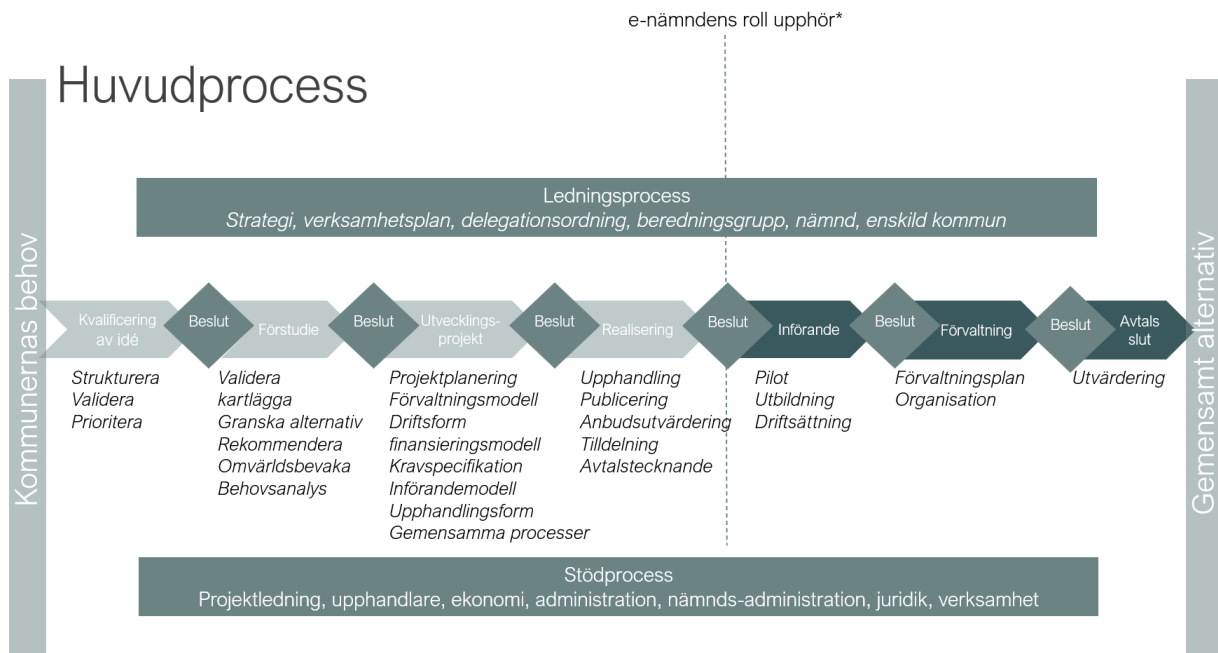 e-nämndens roll upphör*
Huvudprocess
Kommunernas behov
Ledningsprocess
Strategi, verksamhetsplan, delegationsordning, beredningsgrupp, nämnd, enskild kommun
Kvalificering
av idé
Beslut
Förstudie
Beslut
Utvecklings-
projekt
Beslut
Realisering
Beslut
Införande
Beslut
Förvaltning
Beslut
Avtals
slut
Strukturera
Validera
Prioritera
Validera
kartlägga
Granska alternativ
Rekommendera
Omvärldsbevaka
Behovsanalys
Projektplanering
Förvaltningsmodell
Driftsform
finansieringsmodell
Kravspecifikation
Införandemodell
Upphandlingsform
Gemensamma processer
Upphandling
Publicering
Anbudsutvärdering
Tilldelning
Avtalstecknande
Pilot
Utbildning
Driftsättning
Förvaltningsplan
Organisation
Utvärdering
Gemensamt alternativ
Stödprocess
Projektledning, upphandlare, ekonomi, administration, nämnds-administration, juridik, verksamhet